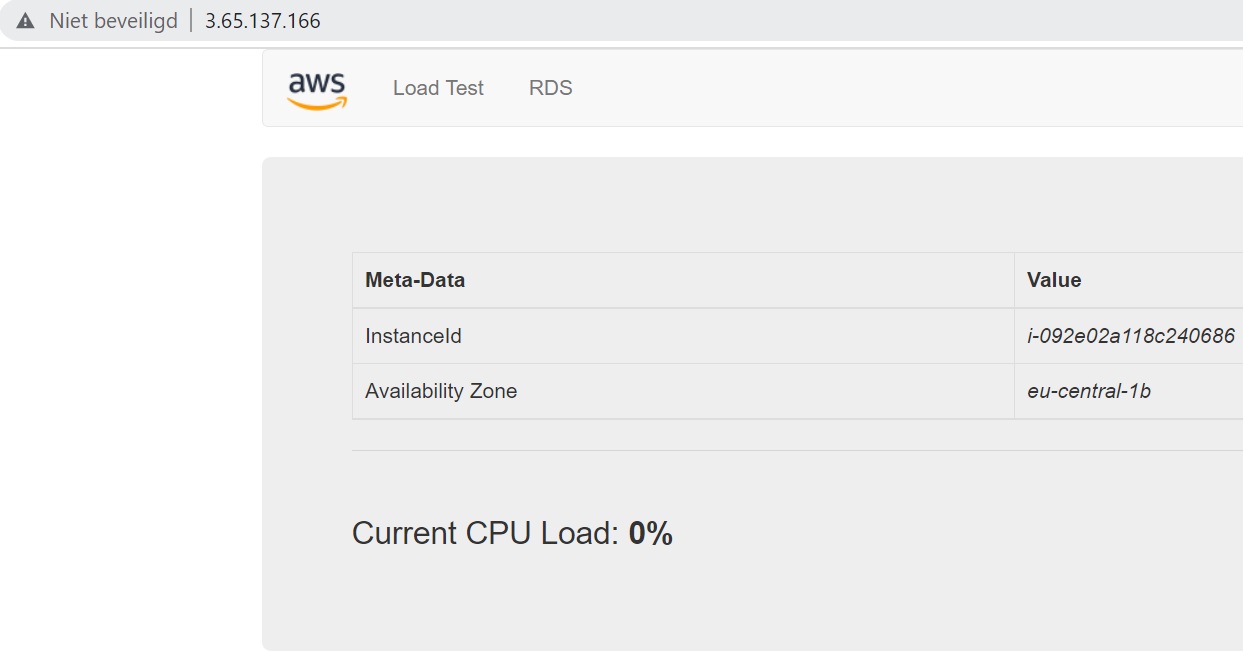 Niet beveiligd 3.65.137.166
aws Load Test RDS
Meta-Data Value
InstanceId i-092e02a118c240686
Availability Zone eu-central-1b
Current CPU Load: 0%